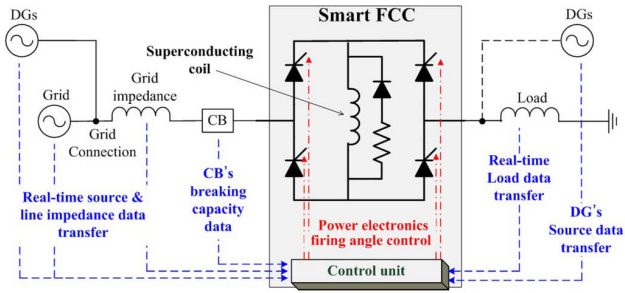 Smart FCC
DGs
DGs
Superconducting
coil
Grid
Grid
impedance
CB
Load
Grid
Connection
CB's
breaking
capacity
data
Real-time
Load data
transfer
Real-time source &
line impedance data
transfer
Power electronics
firing angle control
DG's
Source data
transfer
Control unit